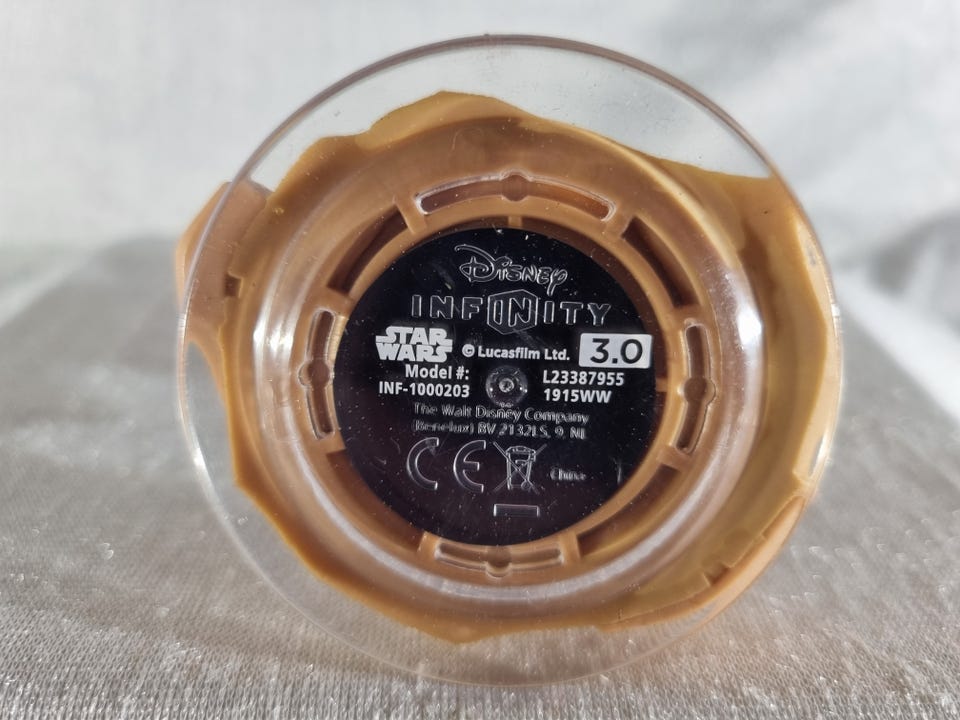 Disney
INFINITY
STAR WARS © Lucasfilm Ltd. 3.0
Model #: L23387955
INF-1000203 1915WW
The Walt Disney Company
(Benelux) BV 2132LS, 9, NL
CE China